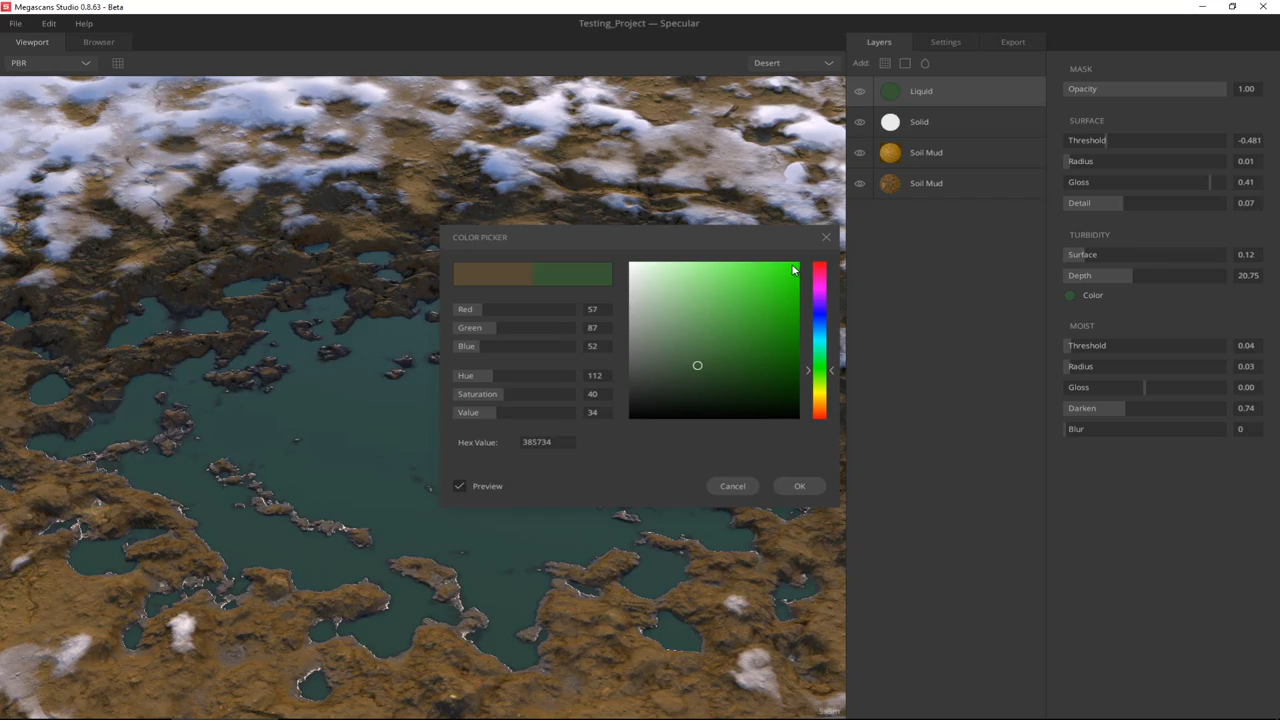 Megascans Studio 0.8.63 - Beta
File Edit Help
Testing_Project — Specular
Viewport Browser
Layers Settings Export
PBR
Desert
Add:
Liquid
Solid
Soil Mud
Soil Mud
MASK
Opacity 1.00
SURFACE
Threshold -0.481
Radius 0.01
Gloss 0.41
Detail 0.07
TURBIDITY
Surface 0.12
Depth 20.75
Color
MOIST
Threshold 0.04
Radius 0.03
Gloss 0.00
Darken 0.74
Blur 0
COLOR PICKER
Red 57
Green 87
Blue 52
Hue 112
Saturation 40
Value 34
Hex Value: 385734
Preview
Cancel OK